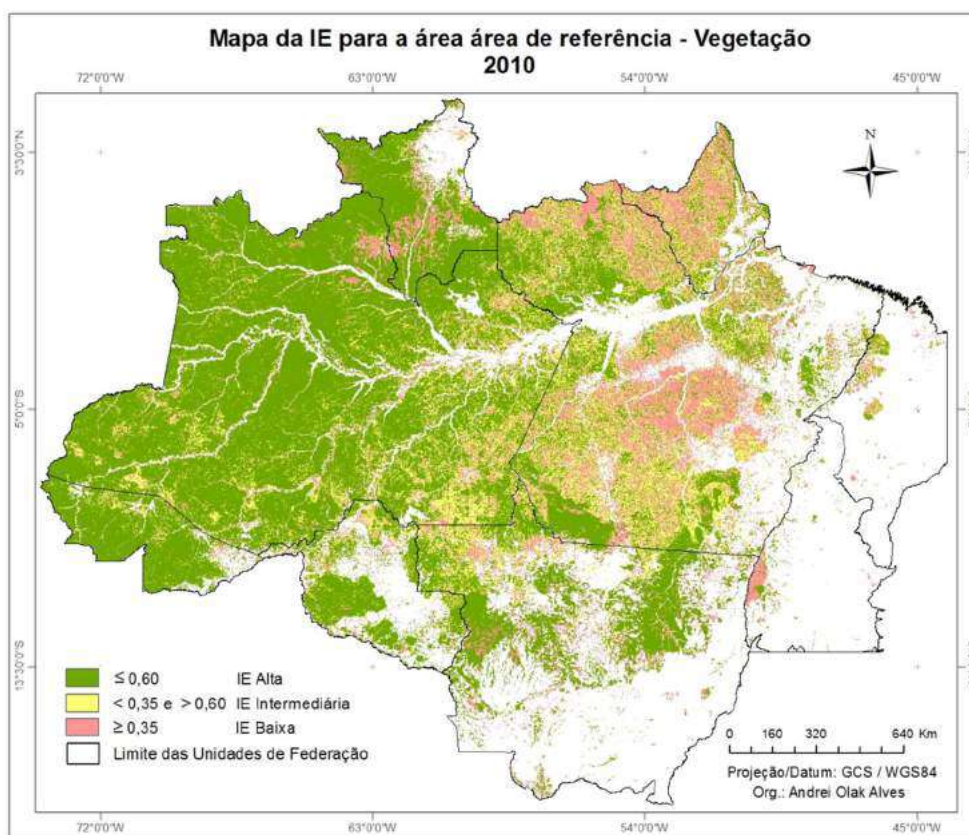 Mapa da IE para a área área de referência - Vegetação
2010
72°0'0"W 63°0'0"W 54°0'0"W 45°0'0"W
N
3°30'0"N
13°30'0"S
≤ 0,60 IE Alta
< 0,35 e > 0,60 IE Intermediária
≥ 0,35 IE Baixa
Limite das Unidades de Federação
0 160 320 640 Km
Projeção/Datum: GCS / WGS84
Org.: Andrei Olak Alves
72°0'0"W 63°0'0"W 54°0'0"W 45°0'0"W